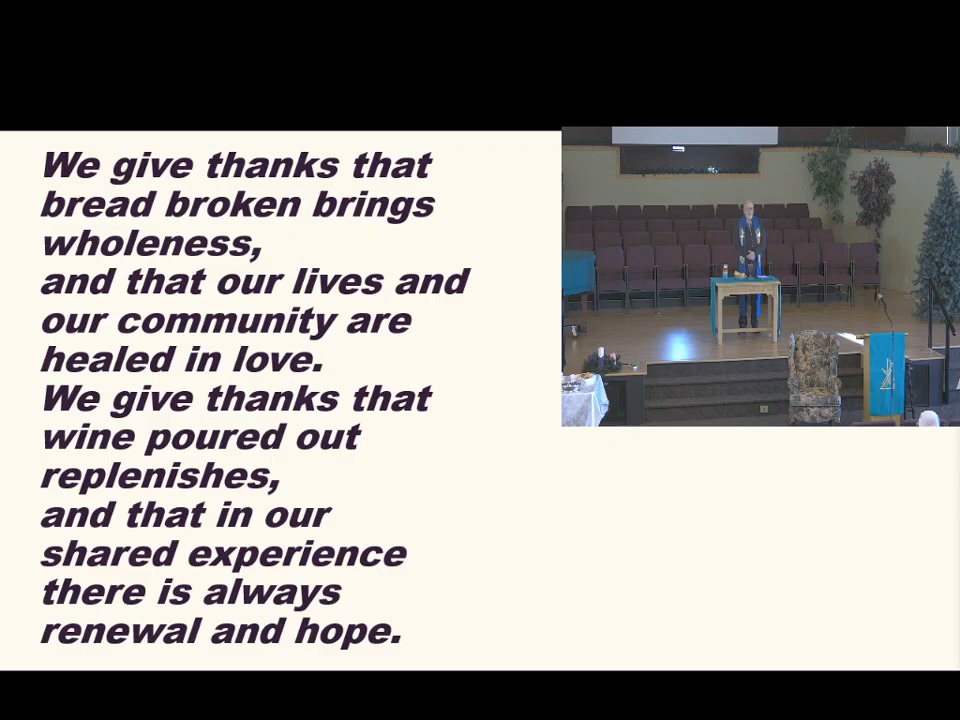 We give thanks that
bread broken brings
wholeness,
and that our lives and
our community are
healed in love.
We give thanks that
wine poured out
replenishes,
and that in our
shared experience
there is always
renewal and hope.